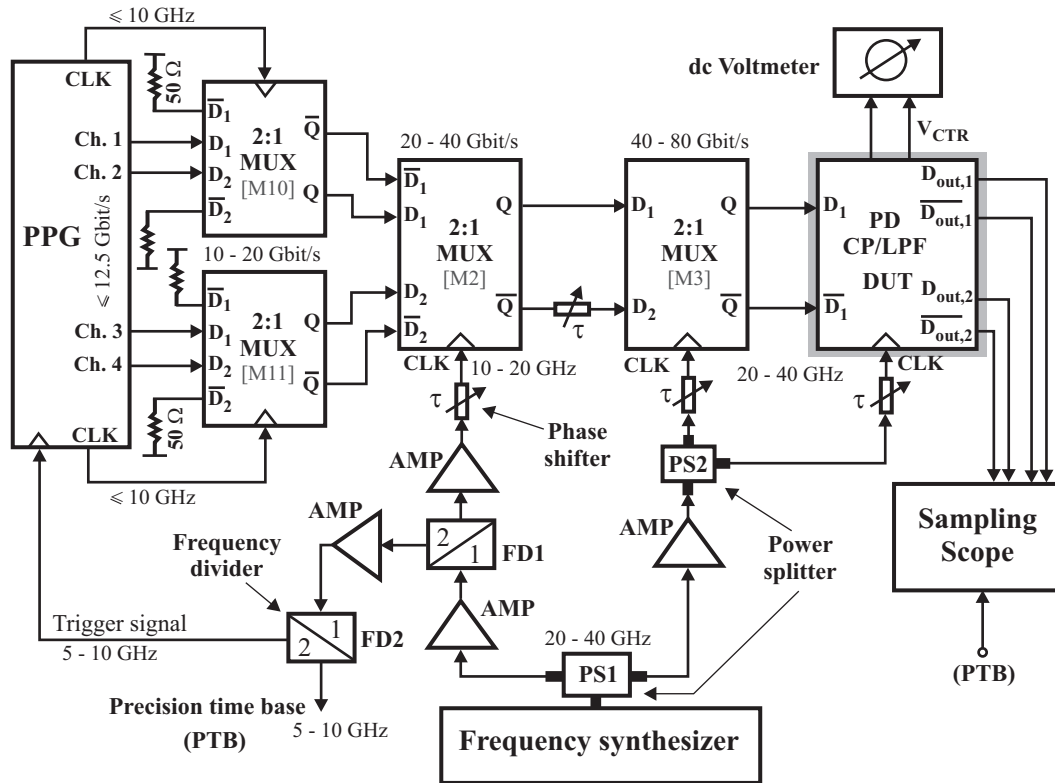 ⩽ 10 GHz
CLK
50 Ω
PPG
Ch. 1
Ch. 2
Ch. 3
Ch. 4
CLK
⩽ 12.5 Gbit/s
D̅1
D1
D2
D̅2
2:1
MUX
[M10]
Q̅
Q
10 - 20 Gbit/s
D̅1
D1
D2
D̅2
2:1
MUX
[M11]
Q
Q̅
50 Ω
⩽ 10 GHz
20 - 40 Gbit/s
D̅1
D1
D2
D̅2
2:1
MUX
[M2]
Q
Q̅
CLK
10 - 20 GHz
τ
τ
Phase
shifter
40 - 80 Gbit/s
D1
D2
2:1
MUX
[M3]
Q
Q̅
CLK
τ
20 - 40 GHz
dc Voltmeter
VCTR
D1
D̅1
PD
CP/LPF
DUT
Dout,1
D̅out,1
Dout,2
D̅out,2
CLK
τ
PS2
AMP
AMP
AMP
AMP
2
1
FD1
Frequency
divider
1
2
FD2
Trigger signal
5 - 10 GHz
Precision time base
(PTB)
5 - 10 GHz
20 - 40 GHz
PS1
Power
splitter
Frequency synthesizer
Sampling
Scope
(PTB)